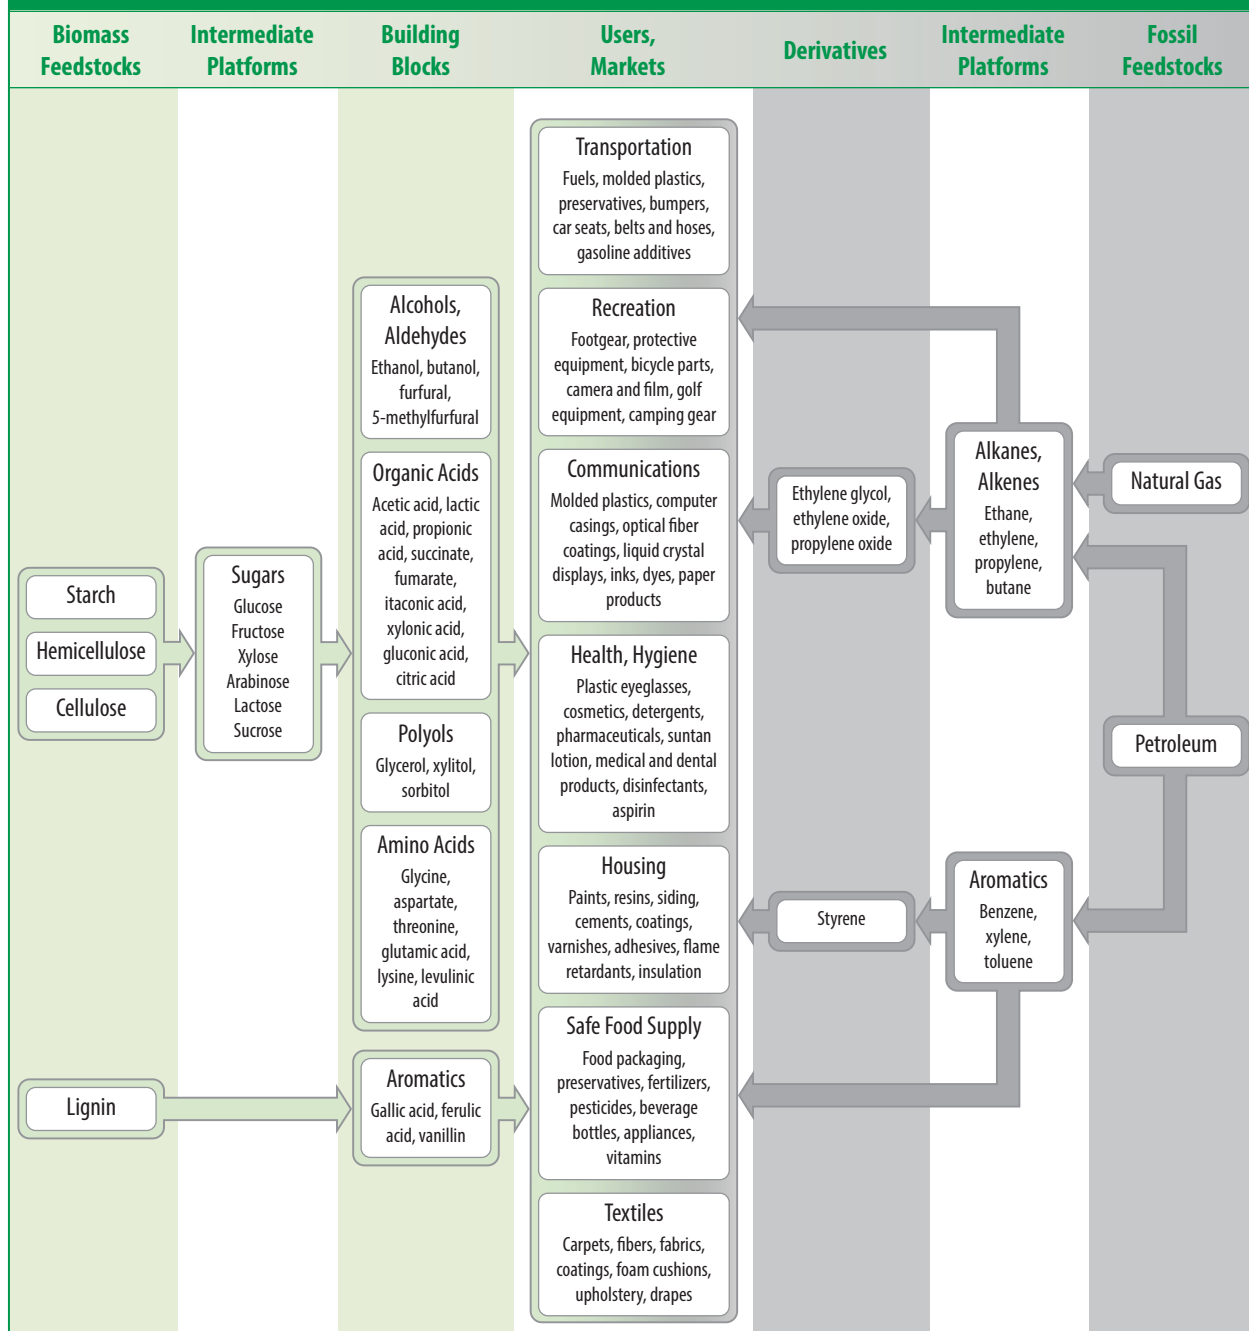 Biomass
Feedstocks
Intermediate
Platforms
Building
Blocks
Users,
Markets
Derivatives
Intermediate
Platforms
Fossil
Feedstocks
Starch
Hemicellulose
Cellulose
Lignin
Sugars
Glucose
Fructose
Xylose
Arabinose
Lactose
Sucrose
Alcohols,
Aldehydes
Ethanol, butanol,
furfural,
5-methylfurfural
Organic Acids
Acetic acid, lactic
acid, propionic
acid, succinate,
fumarate,
itaconic acid,
xylonic acid,
gluconic acid,
citric acid
Polyols
Glycerol, xylitol,
sorbitol
Amino Acids
Glycine,
aspartate,
threonine,
glutamic acid,
lysine, levulinic
acid
Aromatics
Gallic acid, ferulic
acid, vanillin
Transportation
Fuels, molded plastics,
preservatives, bumpers,
car seats, belts and hoses,
gasoline additives
Recreation
Footgear, protective
equipment, bicycle parts,
camera and film, golf
equipment, camping gear
Communications
Molded plastics, computer
casings, optical fiber
coatings, liquid crystal
displays, inks, dyes, paper
products
Health, Hygiene
Plastic eyeglasses,
cosmetics, detergents,
pharmaceuticals, suntan
lotion, medical and dental
products, disinfectants,
aspirin
Housing
Paints, resins, siding,
cements, coatings,
varnishes, adhesives, flame
retardants, insulation
Safe Food Supply
Food packaging,
preservatives, fertilizers,
pesticides, beverage
bottles, appliances,
vitamins
Textiles
Carpets, fibers, fabrics,
coatings, foam cushions,
upholstery, drapes
Ethylene glycol,
ethylene oxide,
propylene oxide
Styrene
Alkanes,
Alkenes
Ethane,
ethylene,
propylene,
butane
Aromatics
Benzene,
xylene,
toluene
Natural Gas
Petroleum